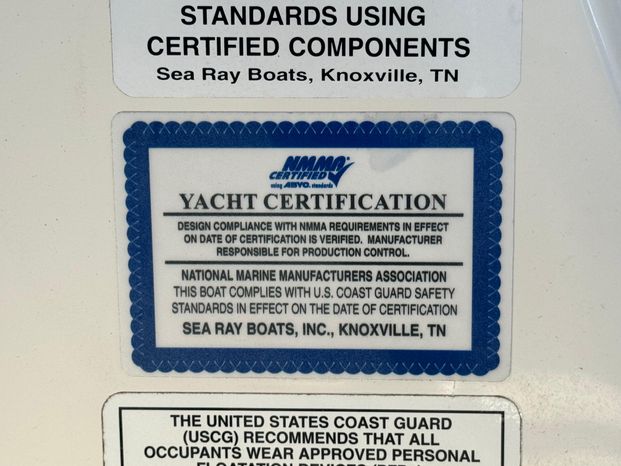 STANDARDS USING
CERTIFIED COMPONENTS
Sea Ray Boats, Knoxville, TN
NMMA
CERTIFIED
using ABYC standards
YACHT CERTIFICATION
DESIGN COMPLIANCE WITH NMMA REQUIREMENTS IN EFFECT
ON DATE OF CERTIFICATION IS VERIFIED. MANUFACTURER
RESPONSIBLE FOR PRODUCTION CONTROL.
NATIONAL MARINE MANUFACTURERS ASSOCIATION
THIS BOAT COMPLIES WITH U.S. COAST GUARD SAFETY
STANDARDS IN EFFECT ON THE DATE OF CERTIFICATION
SEA RAY BOATS, INC., KNOXVILLE, TN
THE UNITED STATES COAST GUARD
(USCG) RECOMMENDS THAT ALL
OCCUPANTS WEAR APPROVED PERSONAL